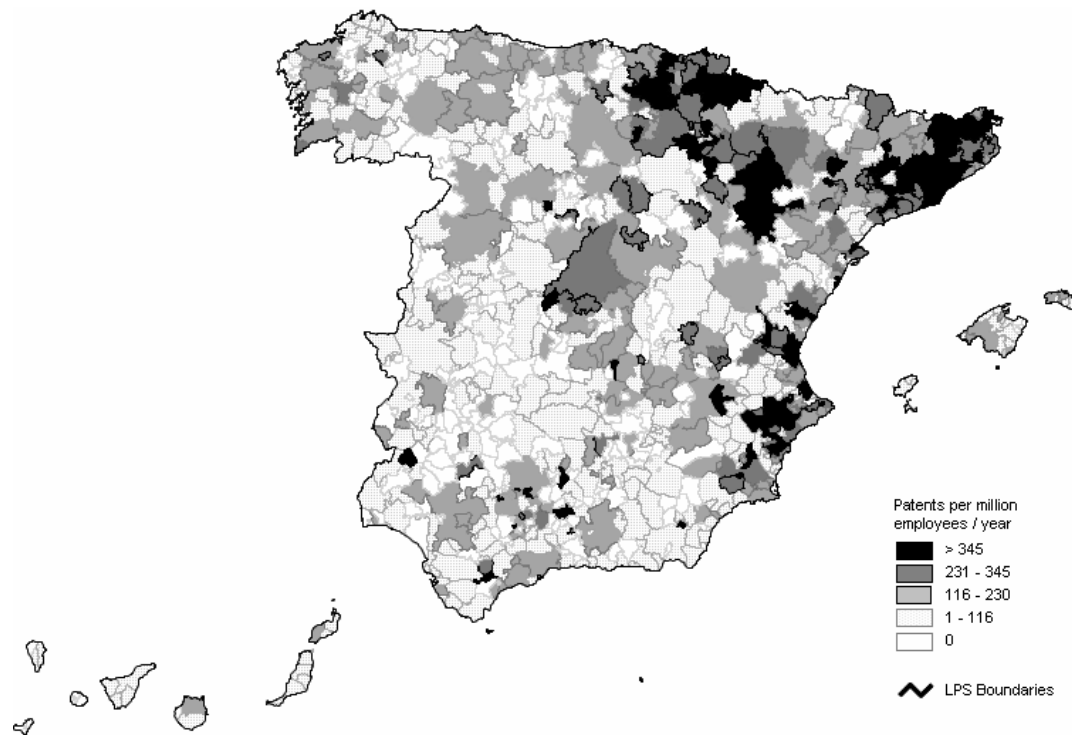 Patents per million
employees / year
> 345
231 - 345
116 - 230
1 - 116
0
LPS Boundaries